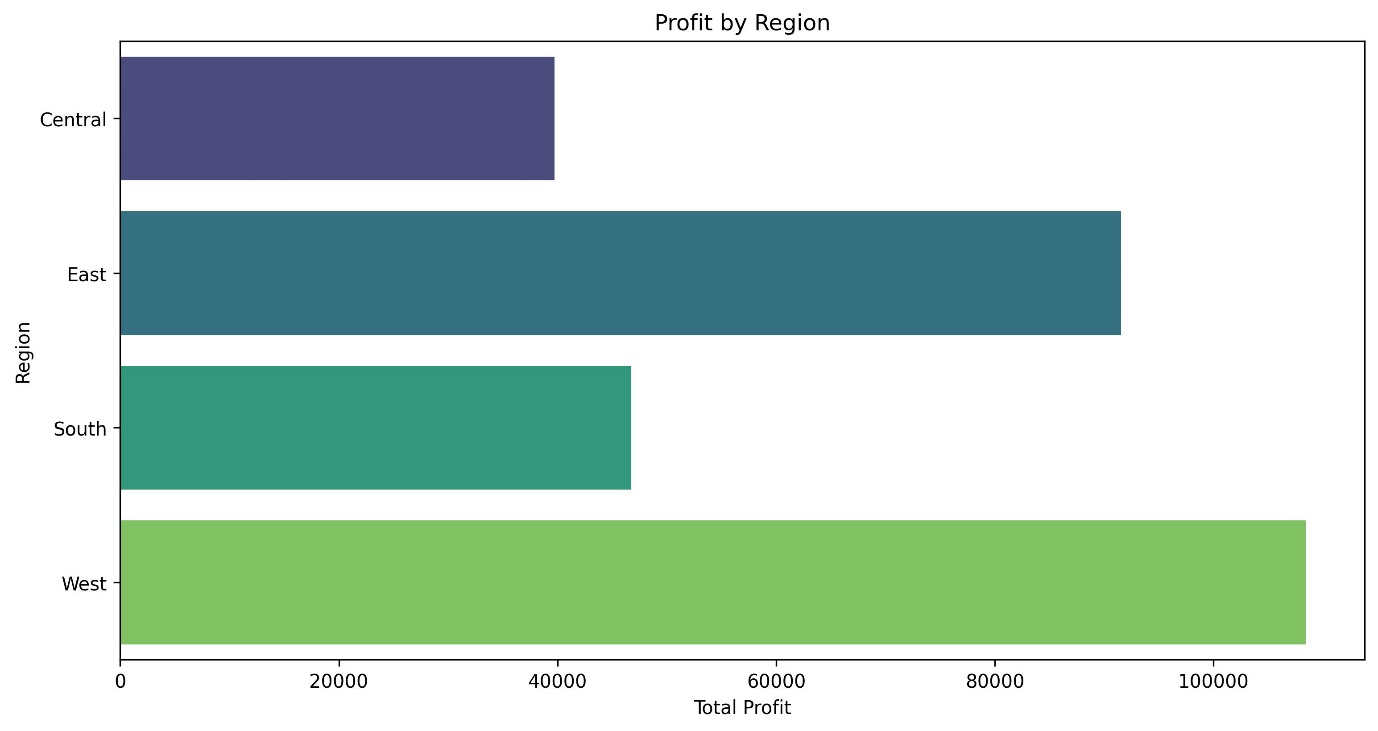 Profit by Region
Central
East
South
West
Region
0 20000 40000 60000 80000 100000
Total Profit